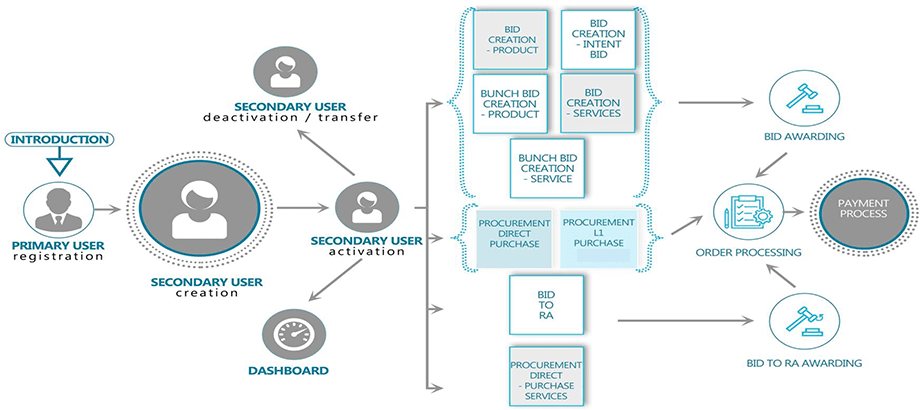 INTRODUCTION
PRIMARY USER
registration
SECONDARY USER
creation
SECONDARY USER
deactivation / transfer
SECONDARY USER
activation
DASHBOARD
BID
CREATION
- PRODUCT
BID
CREATION
- INTENT
BID
BUNCH BID
CREATION
- PRODUCT
BID
CREATION
- SERVICES
BUNCH BID
CREATION
- SERVICE
PROCUREMENT
DIRECT
PURCHASE
PROCUREMENT
L1
PURCHASE
BID
TO
RA
PROCUREMENT
DIRECT
- PURCHASE
SERVICES
BID AWARDING
ORDER PROCESSING
BID TO RA AWARDING
PAYMENT
PROCESS